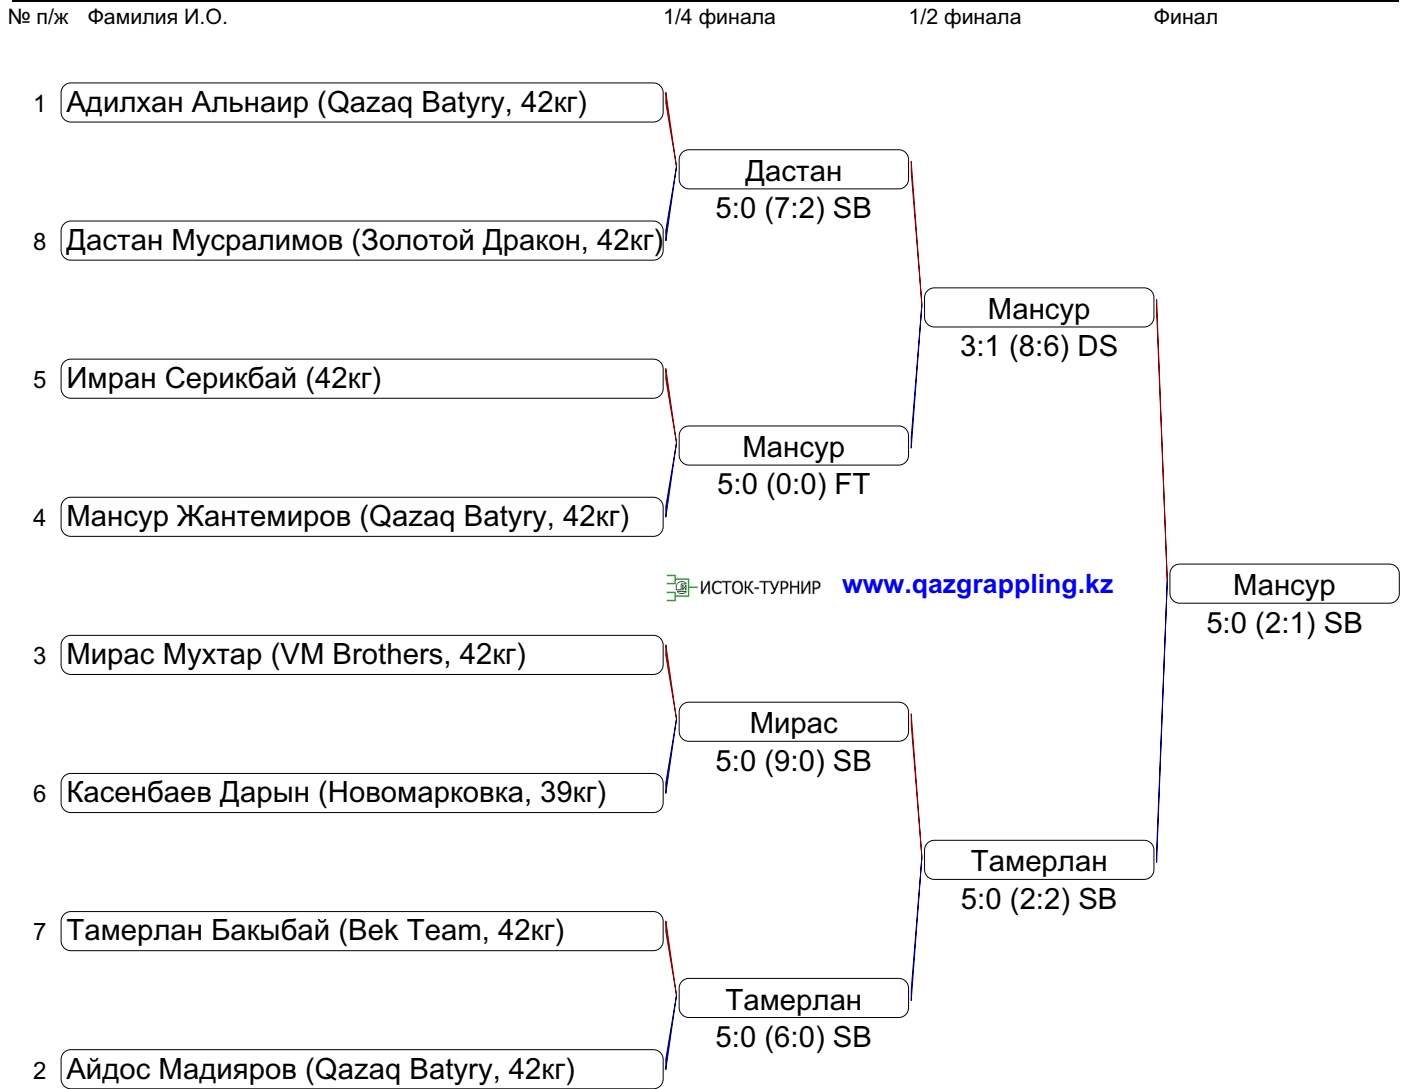 № п/ж Фамилия И.О. 1/4 финала 1/2 финала Финал
1 Адилхан Альнаир (Qazaq Batyry, 42кг)
Дастан
5:0 (7:2) SB
8 Дастан Мусралимов (Золотой Дракон, 42кг)
Мансур
3:1 (8:6) DS
5 Имран Серикбай (42кг)
Мансур
5:0 (0:0) FT
4 Мансур Жантемиров (Qazaq Batyry, 42кг)
ИСТОК-ТУРНИР www.qazgrappling.kz
Мансур
5:0 (2:1) SB
3 Мирас Мухтар (VM Brothers, 42кг)
Мирас
5:0 (9:0) SB
6 Касенбаев Дарын (Новомарковка, 39кг)
Тамерлан
5:0 (2:2) SB
7 Тамерлан Бакыбай (Bek Team, 42кг)
Тамерлан
5:0 (6:0) SB
2 Айдос Мадияров (Qazaq Batyry, 42кг)